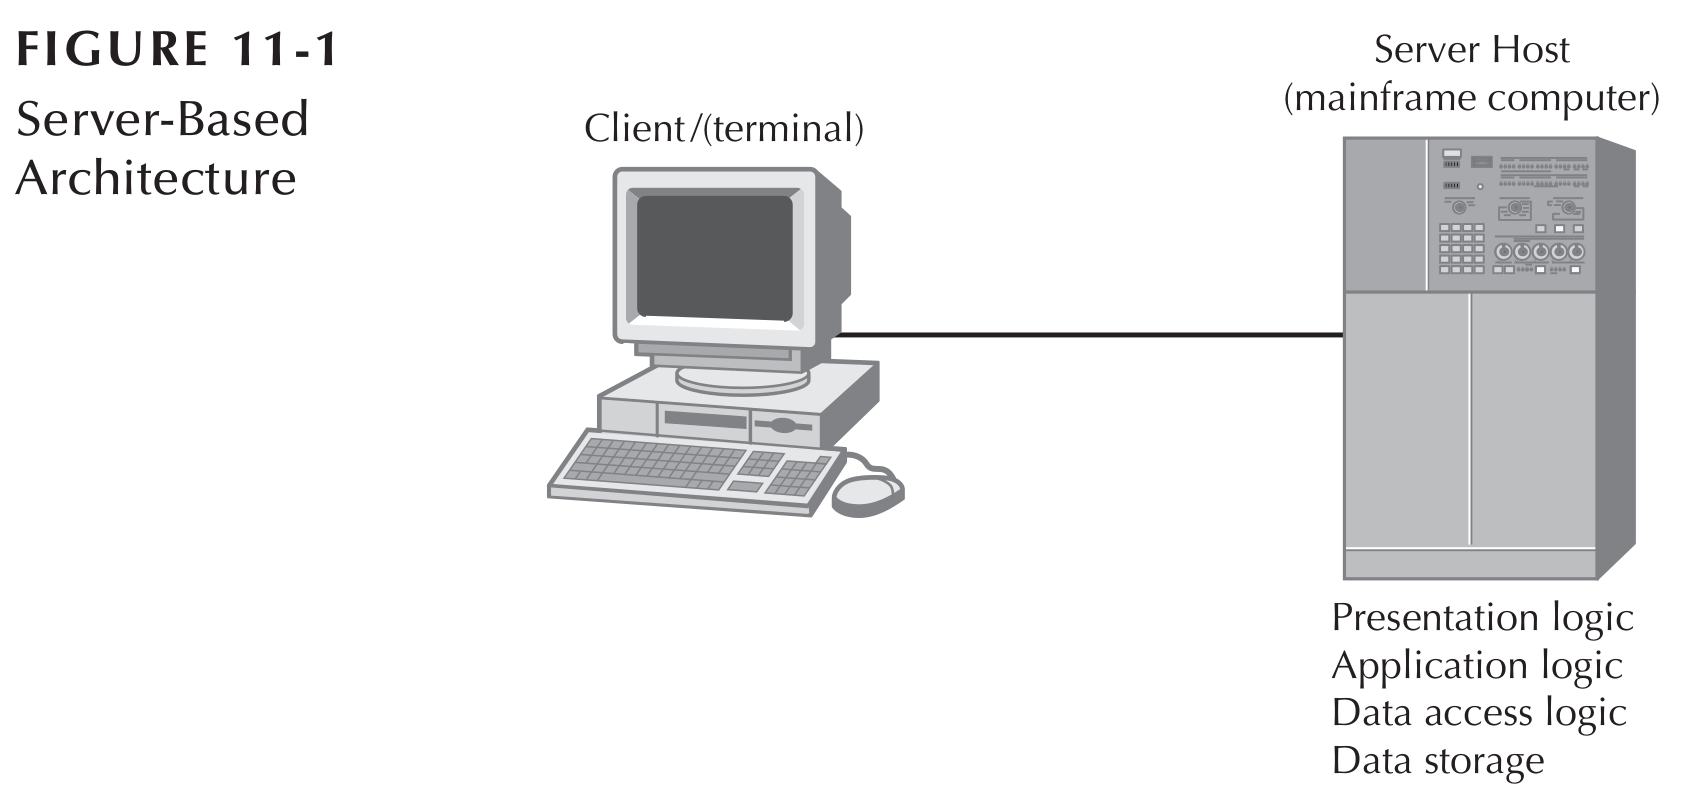 FIGURE 11-1
Server-Based
Architecture
Client/(terminal)
Server Host
(mainframe computer)
Presentation logic
Application logic
Data access logic
Data storage